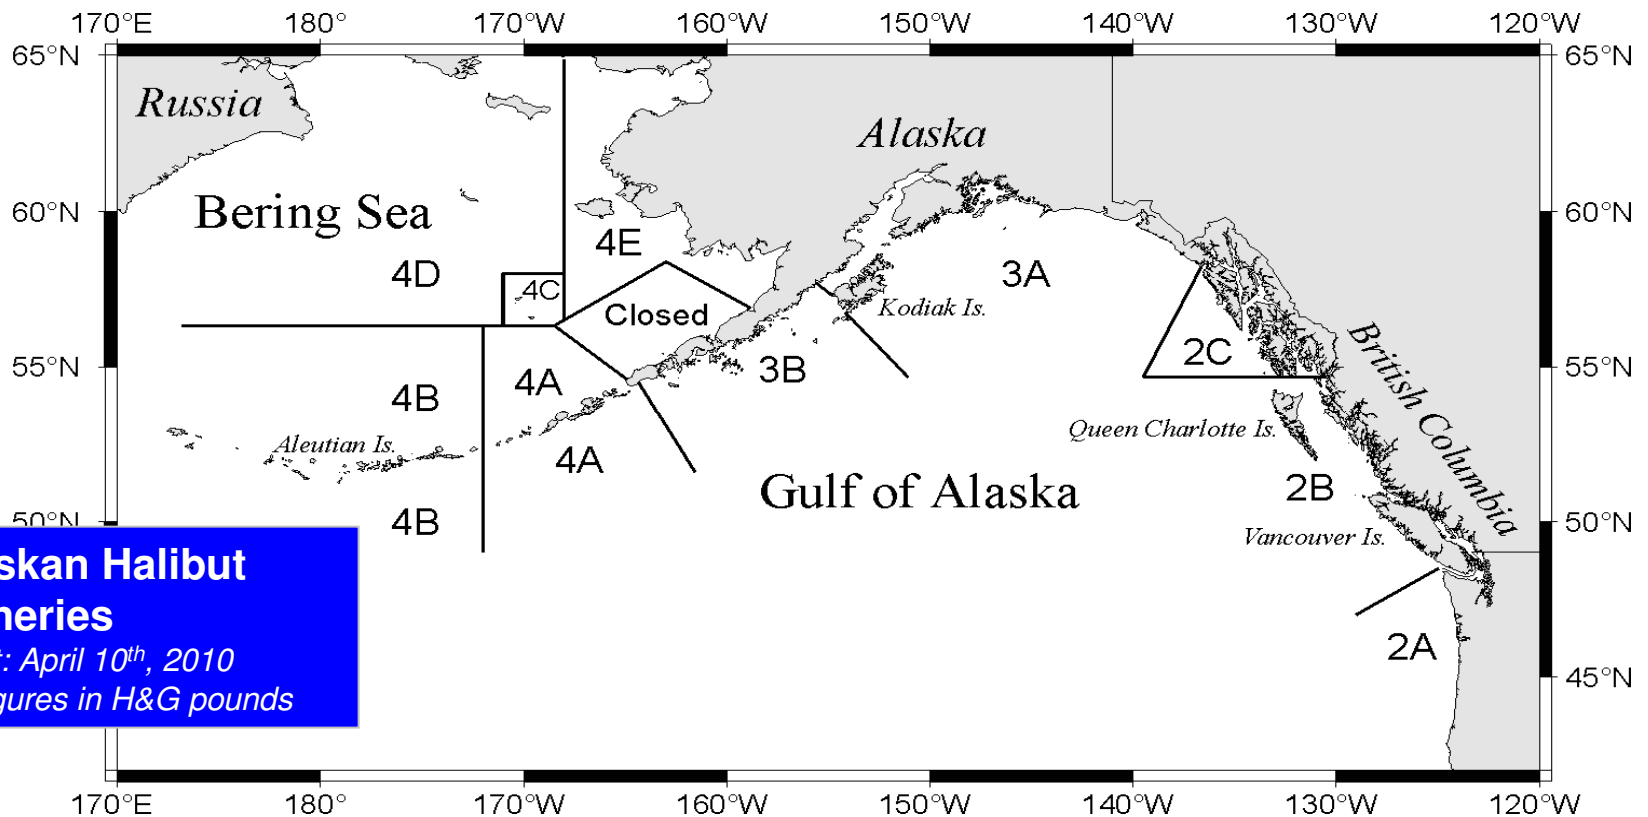 170°E 180° 170°W 160°W 150°W 140°W 130°W 120°W
65°N 65°N
Russia
Alaska
60°N Bering Sea 60°N
4E
4D 3A
4C
Closed Kodiak Is.
British Columbia
2C
55°N 3B 55°N
4A
4B
Queen Charlotte Is.
Aleutian Is.
4A
Gulf of Alaska 2B
50°N 4B 50°N
Vancouver Is.
skan Halibut
neries
: April 10th, 2010
gures in H&G pounds
2A
45°N
170°E 180° 170°W 160°W 150°W 140°W 130°W 120°W